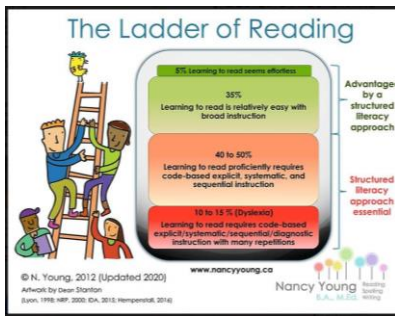 The Ladder of Reading
5% Learning to read seems effortless
35%
Learning to read is relatively easy with
broad instruction
40 to 50%
Learning to read proficiently requires
code-based explicit, systematic, and
sequential instruction
10 to 15 % (Dyslexia)
Learning to read requires code-based
explicit/systematic/sequential/diagnostic
instruction with many repetitions
Advantaged
by a
structured
literacy
approach
Structured
literacy
approach
essential
www.nancyyoung.ca
© N. Young, 2012 (Updated 2020)
Artwork by Dean Stanton
(Lyon, 1998; NRP, 2000; IDA, 2015; Hempenstall, 2016)
Nancy Young
B.A., M.Ed.
Reading
Spelling
Writing